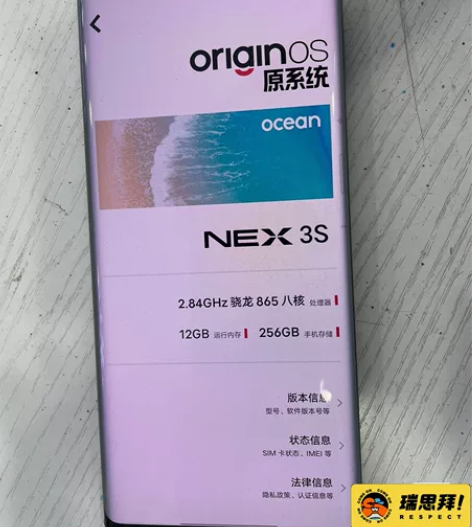 originOS
原系统
ocean
NEX 3S
2.84GHz 骁龙 865 八核 处理器
12GB 运行内存 256GB 手机存储
版本信息
型号、软件版本号等
状态信息
SIM 卡状态、IMEI 等
法律信息
隐私政策、认证信息等
瑞思拜!
RESPECT